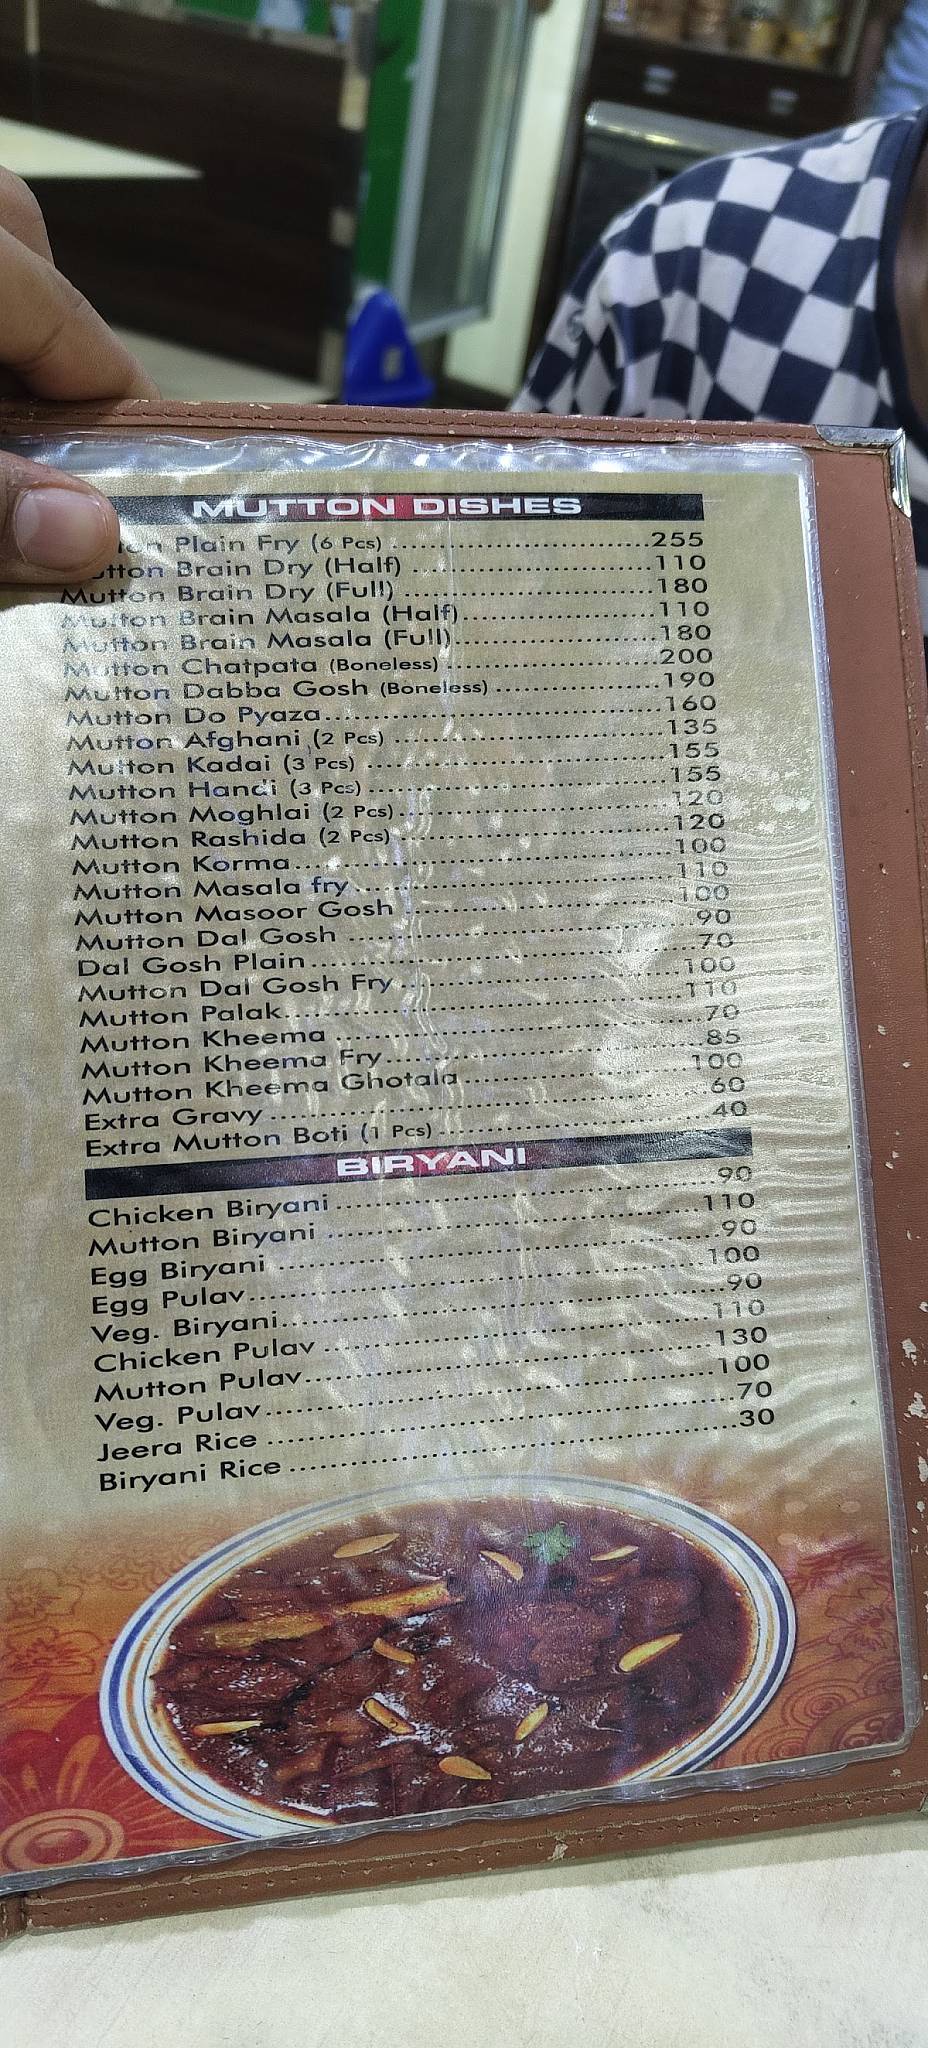 MUTTON DISHES
ton Plain Fry (6 Pcs) ..............................255
utton Brain Dry (Half) ..............................110
Mutton Brain Dry (Full) ..............................180
Mutton Brain Masala (Half)........................110
Mutton Brain Masala (Full).........................180
Mutton Chatpata (Boneless) .........................200
Mutton Dabba Gosh (Boneless) ....................190
Mutton Do Pyaza........................................160
Mutton Afghani (2 Pcs) ................................135
Mutton Kadai (3 Pcs) ...................................155
Mutton Handi (3 Pcs) ...................................155
Mutton Moghlai (2 Pcs)................................120
Mutton Rashida (2 Pcs) ................................120
Mutton Korma.............................................100
Mutton Masala fry .......................................110
Mutton Masoor Gosh ..................................100
Mutton Dal Gosh ..........................................90
Dal Gosh Plain..............................................70
Mutton Dal Gosh Fry...................................100
Mutton Palak...............................................110
Mutton Kheema ...........................................70
Mutton Kheema Fry......................................85
Mutton Kheema Ghotala.............................100
Extra Gravy ..................................................60
Extra Mutton Boti (1 Pcs) ...............................40
BIRYANI
Chicken Biryani .............................................90
Mutton Biryani ............................................110
Egg Biryani ..................................................90
Egg Pulav...................................................100
Veg. Biryani..................................................90
Chicken Pulav .............................................110
Mutton Pulav..............................................130
Veg. Pulav..................................................100
Jeera Rice ....................................................70
Biryani Rice ..................................................30